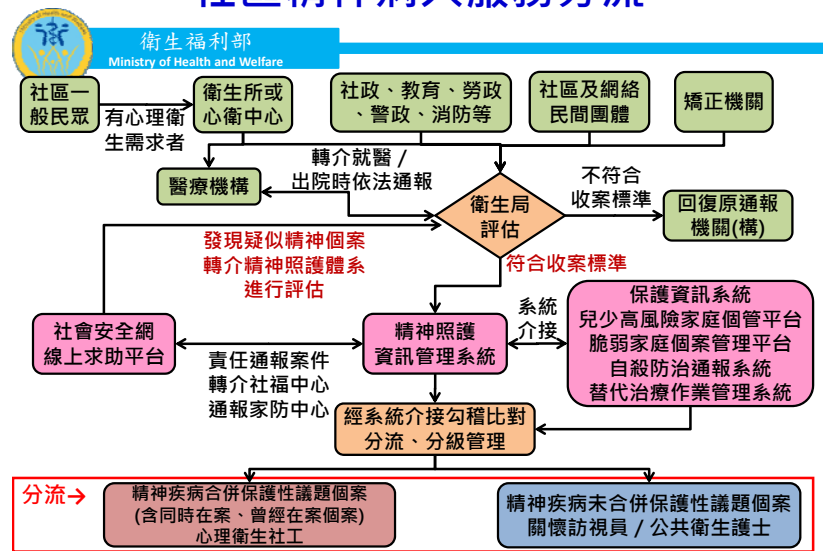 社區精神病人服務分流
衛生福利部
Ministry of Health and Welfare
社區一
般民眾
有心理衛
生需求者
衛生所或
心衛中心
社政、教育、勞政
、警政、消防等
社區及網絡
民間團體
矯正機關
醫療機構
轉介就醫 /
出院時依法通報
衛生局
評估
不符合
收案標準
回復原通報
機關(構)
發現疑似精神個案
轉介精神照護體系
進行評估
符合收案標準
社會安全網
線上求助平台
責任通報案件
轉介社福中心
通報家防中心
精神照護
資訊管理系統
系統
介接
保護資訊系統
兒少高風險家庭個管平台
脆弱家庭個案管理平台
自殺防治通報系統
替代治療作業管理系統
經系統介接勾稽比對
分流、分級管理
分流→
精神疾病合併保護性議題個案
(含同時在案、曾經在案個案)
心理衛生社工
精神疾病未合併保護性議題個案
關懷訪視員 / 公共衛生護士